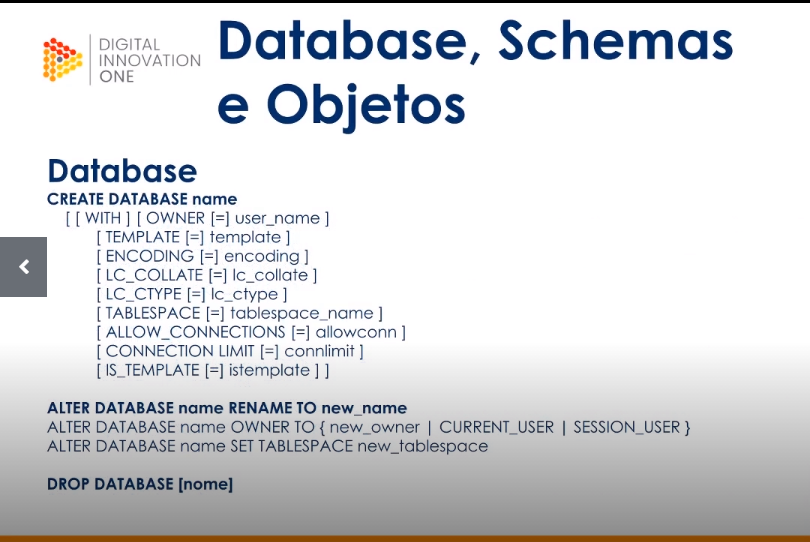 DIGITAL
INNOVATION
ONE
Database, Schemas
e Objetos
Database
CREATE DATABASE name
[ [ WITH ] [ OWNER [=] user_name ]
[ TEMPLATE [=] template ]
[ ENCODING [=] encoding ]
[ LC_COLLATE [=] lc_collate ]
[ LC_CTYPE [=] lc_ctype ]
[ TABLESPACE [=] tablespace_name ]
[ ALLOW_CONNECTIONS [=] allowconn ]
[ CONNECTION LIMIT [=] connlimit ]
[ IS_TEMPLATE [=] istemplate ] ]
ALTER DATABASE name RENAME TO new_name
ALTER DATABASE name OWNER TO { new_owner | CURRENT_USER | SESSION_USER }
ALTER DATABASE name SET TABLESPACE new_tablespace
DROP DATABASE [nome]